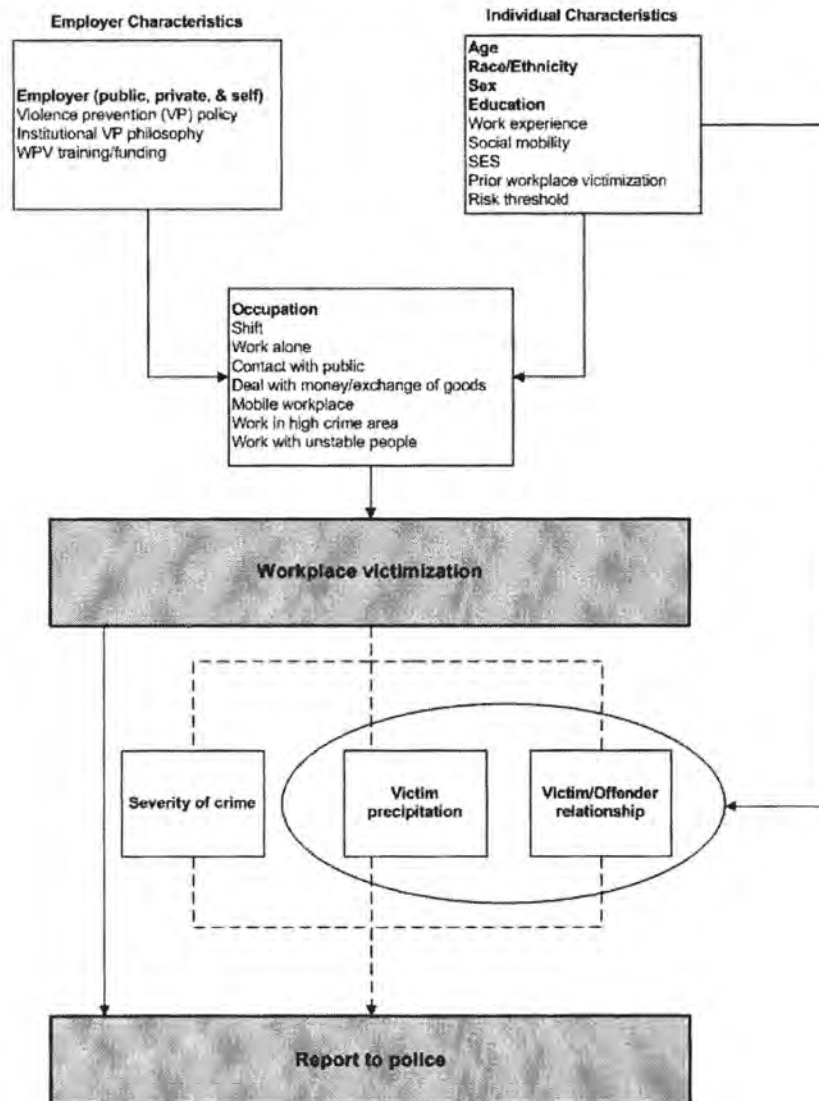 Employer Characteristics
Individual Characteristics
Employer (public, private, & self)
Violence prevention (VP) policy
Institutional VP philosophy
WPV training/funding
Age
Race/Ethnicity
Sex
Education
Work experience
Social mobility
SES
Prior workplace victimization
Risk threshold
Occupation
Shift
Work alone
Contact with public
Deal with money/exchange of goods
Mobile workplace
Work in high crime area
Work with unstable people
Workplace victimization
Severity of crime
Victim
precipitation
Victim/Offender
relationship
Report to police